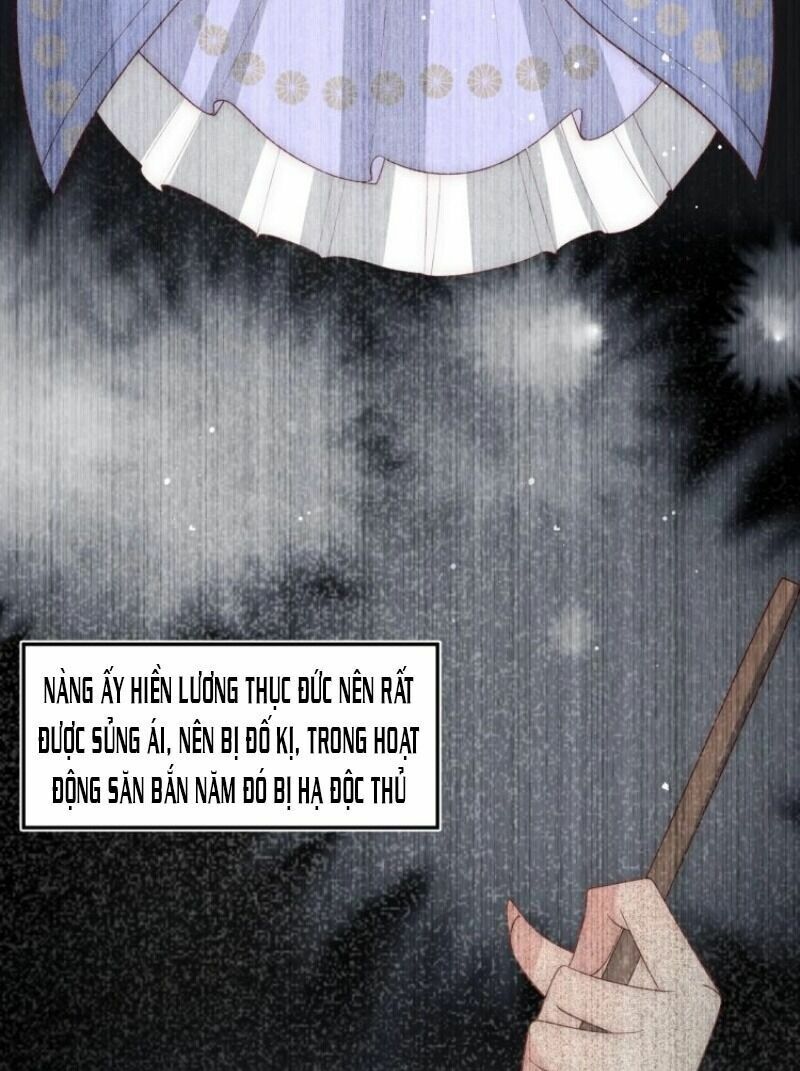 NÀNG ẤY HIỀN LƯƠNG THỤC ĐỨC NÊN RẤT
ĐƯỢC SỦNG ÁI, NÊN BỊ ĐỐ KỊ, TRONG HOẠT
ĐỘNG SĂN BẮN NĂM ĐÓ BỊ HẠ ĐỘC THỦ